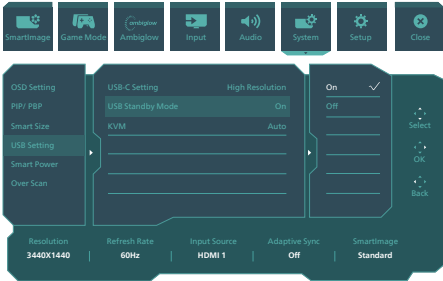 ambiglow
SmartImage Game Mode Ambiglow Input Audio System Setup Close
OSD Setting USB-C Setting High Resolution On
PIP/ PBP USB Standby Mode On Off
Smart Size KVM Auto
Select
USB Setting
OK
Smart Power
Over Scan
Back
Resolution Refresh Rate Input Source Adaptive Sync SmartImage
3440X1440 60Hz HDMI 1 Off Standard